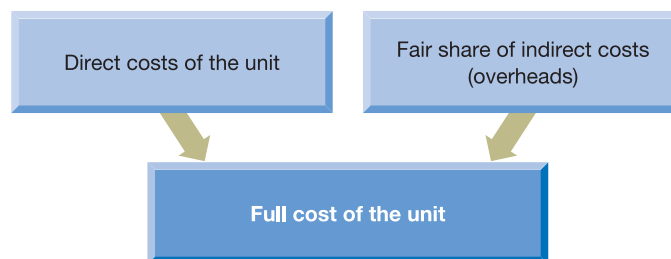 Direct costs of the unit
Fair share of indirect costs
(overheads)
Full cost of the unit